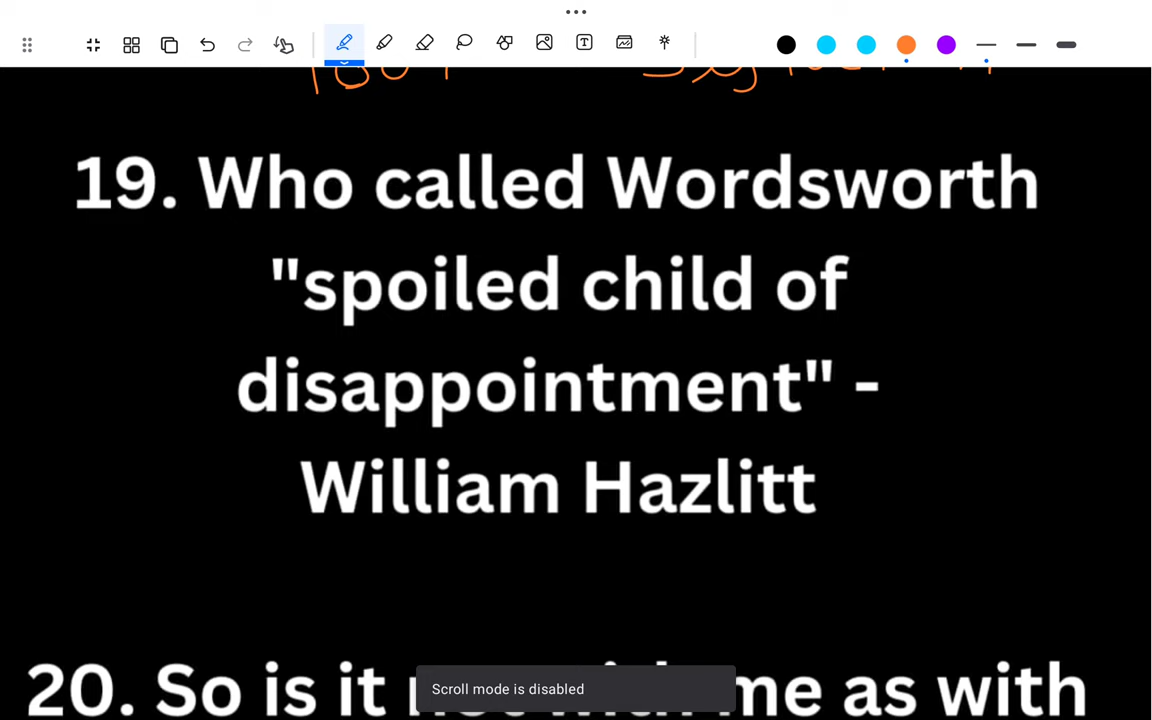 19. Who called Wordsworth
"spoiled child of
disappointment" -
William Hazlitt
20. So is it me as with
Scroll mode is disabled